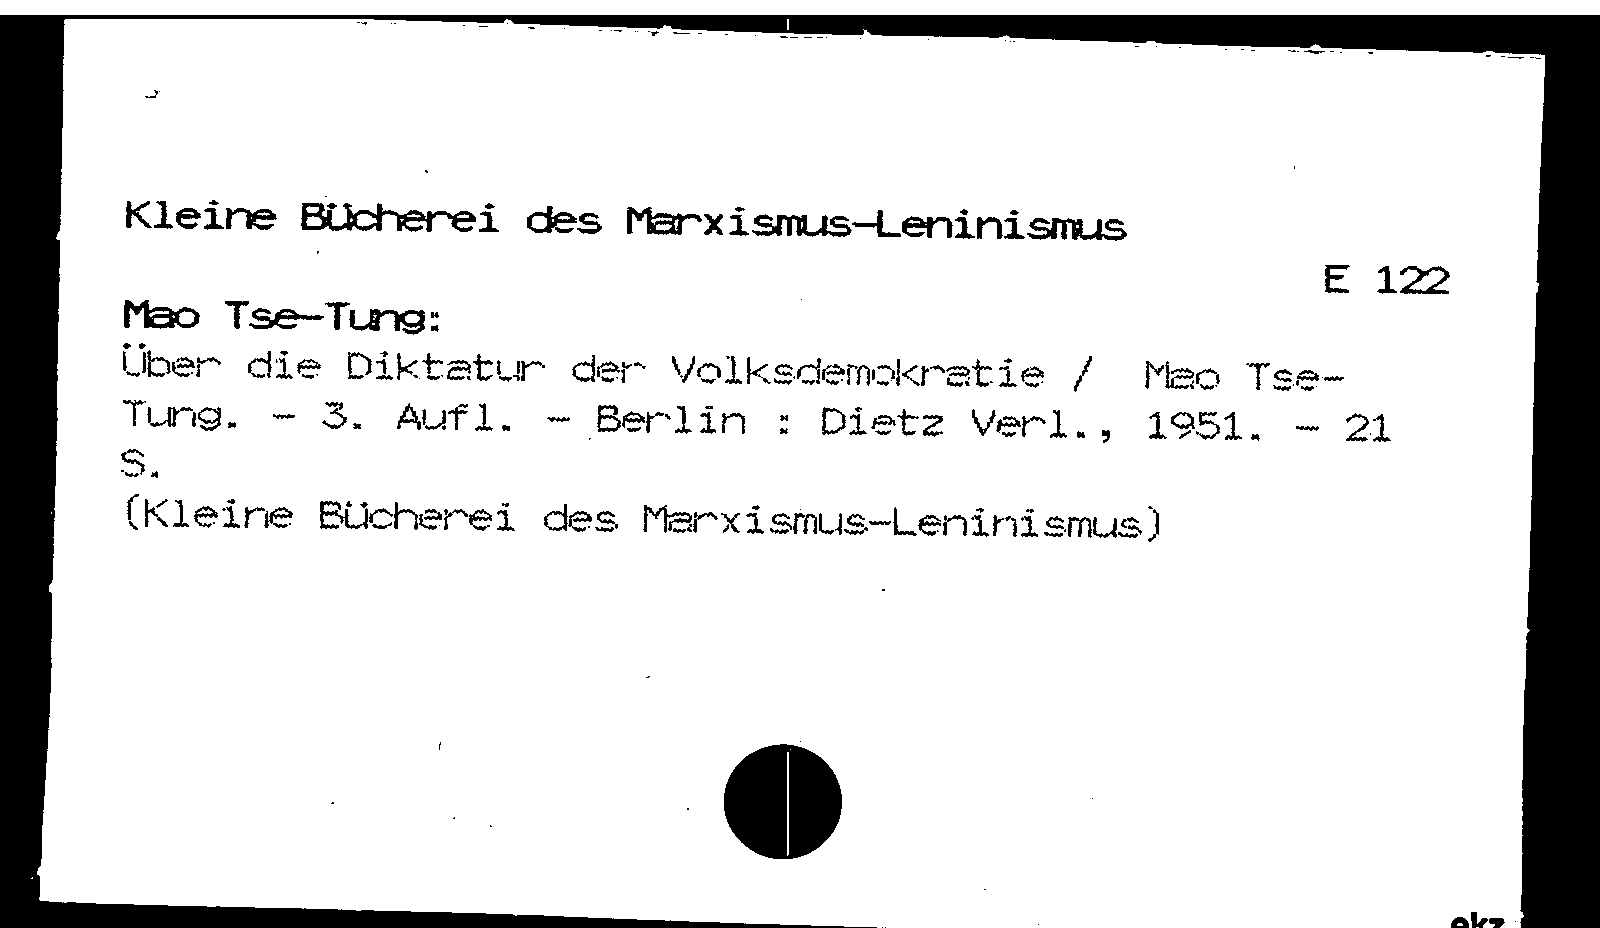 Kleine Bücherei des Marxismus-Leninismus
E 122
Mao Tse-Tung:
Über die Diktatur der Volksdemokratie / Mao Tse-
Tung. - 3. Aufl. - Berlin : Dietz Verl., 1951. - 21
S.
(Kleine Bücherei des Marxismus-Leninismus)
ekz